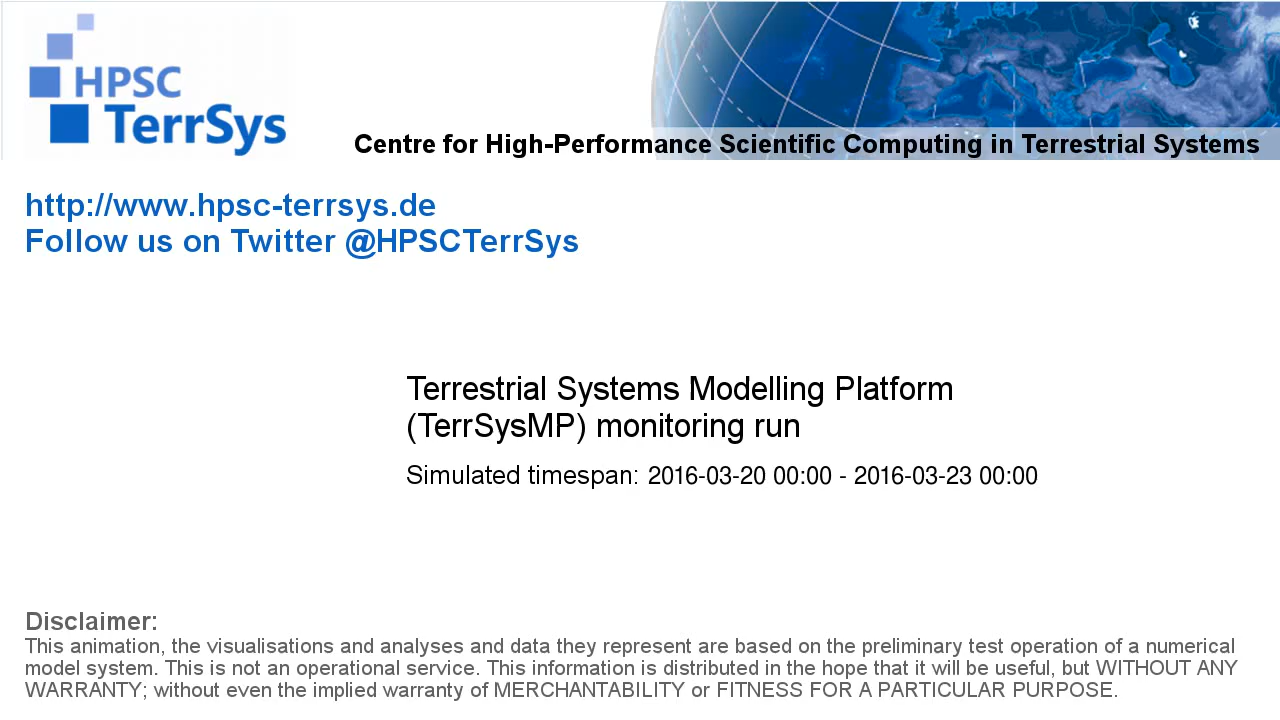 HPSC
TerrSys
Centre for High-Performance Scientific Computing in Terrestrial Systems
http://www.hpsc-terrsys.de
Follow us on Twitter @HPSCTerrSys
Terrestrial Systems Modelling Platform
(TerrSysMP) monitoring run
Simulated timespan: 2016-03-20 00:00 - 2016-03-23 00:00
Disclaimer:
This animation, the visualisations and analyses and data they represent are based on the preliminary test operation of a numerical
model system. This is not an operational service. This information is distributed in the hope that it will be useful, but WITHOUT ANY
WARRANTY; without even the implied warranty of MERCHANTABILITY or FITNESS FOR A PARTICULAR PURPOSE.